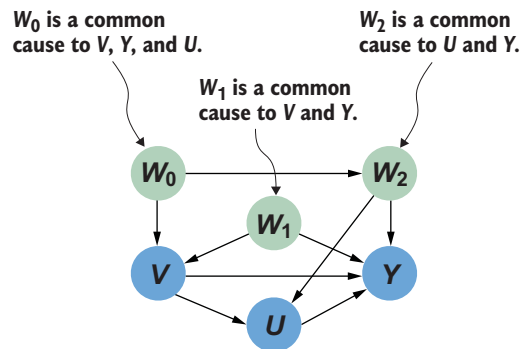 W₀ is a common
cause to V, Y, and U.
W₂ is a common
cause to U and Y.
W₁ is a common
cause to V and Y.
W₀
W₂
W₁
V
Y
U